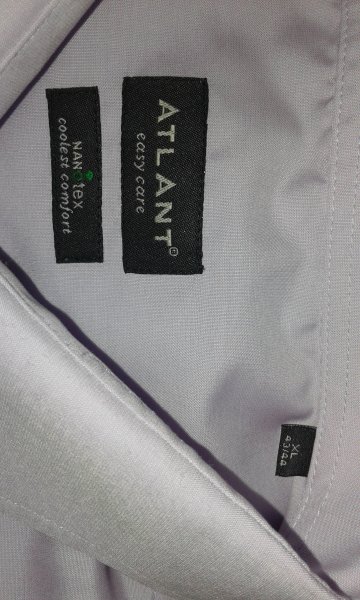 ATLANT®
easy care
NANOtex
coolest comfort
XL
43/44